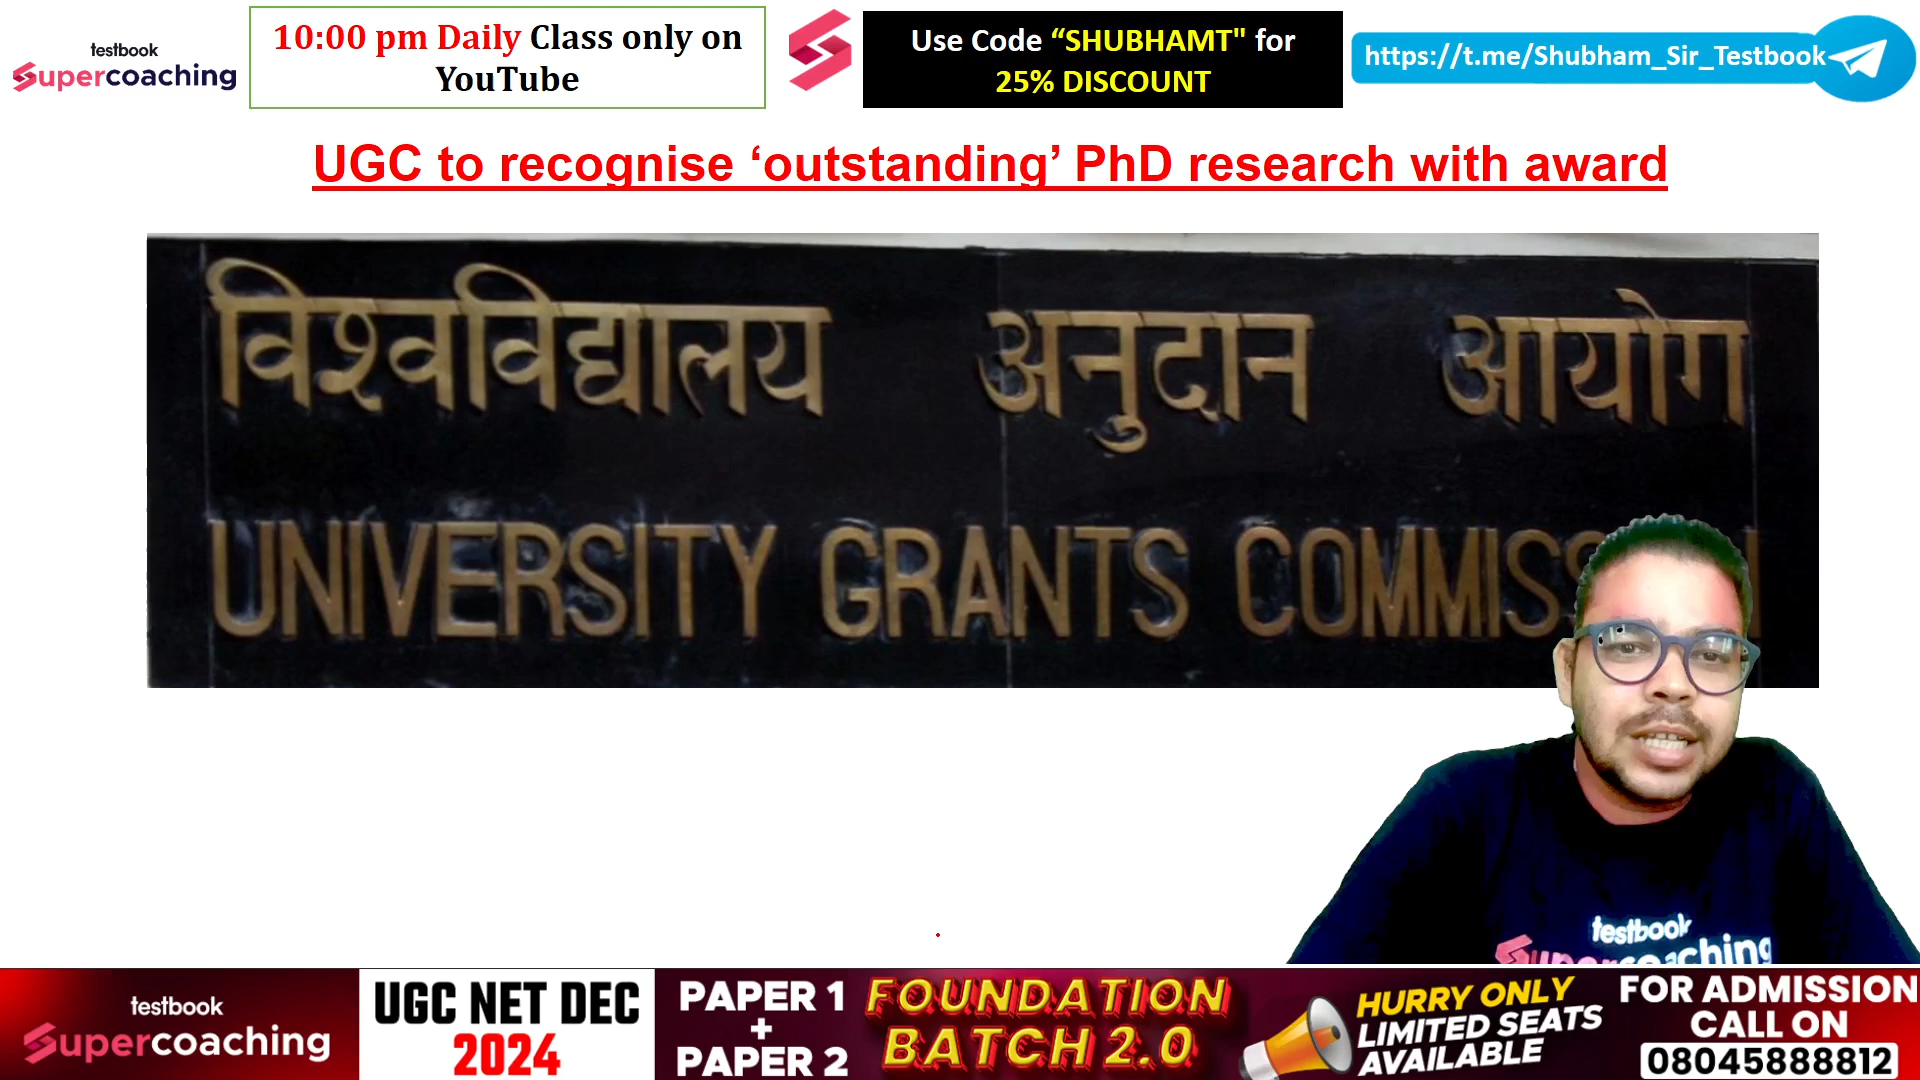 testbook
Supercoaching
10:00 pm Daily Class only on
YouTube
Use Code “SHUBHAMT" for
25% DISCOUNT
https://t.me/Shubham_Sir_Testbook
UGC to recognise ‘outstanding’ PhD research with award
विश्वविद्यालय अनुदान आयोग
UNIVERSITY GRANTS
testbook
Supercoaching
testbook
Supercoaching
UGC NET DEC
2024
PAPER 1
+
PAPER 2
FOUNDATION
BATCH 2.0
HURRY ONLY
LIMITED SEATS
AVAILABLE
FOR ADMISSION
CALL ON
08045888812